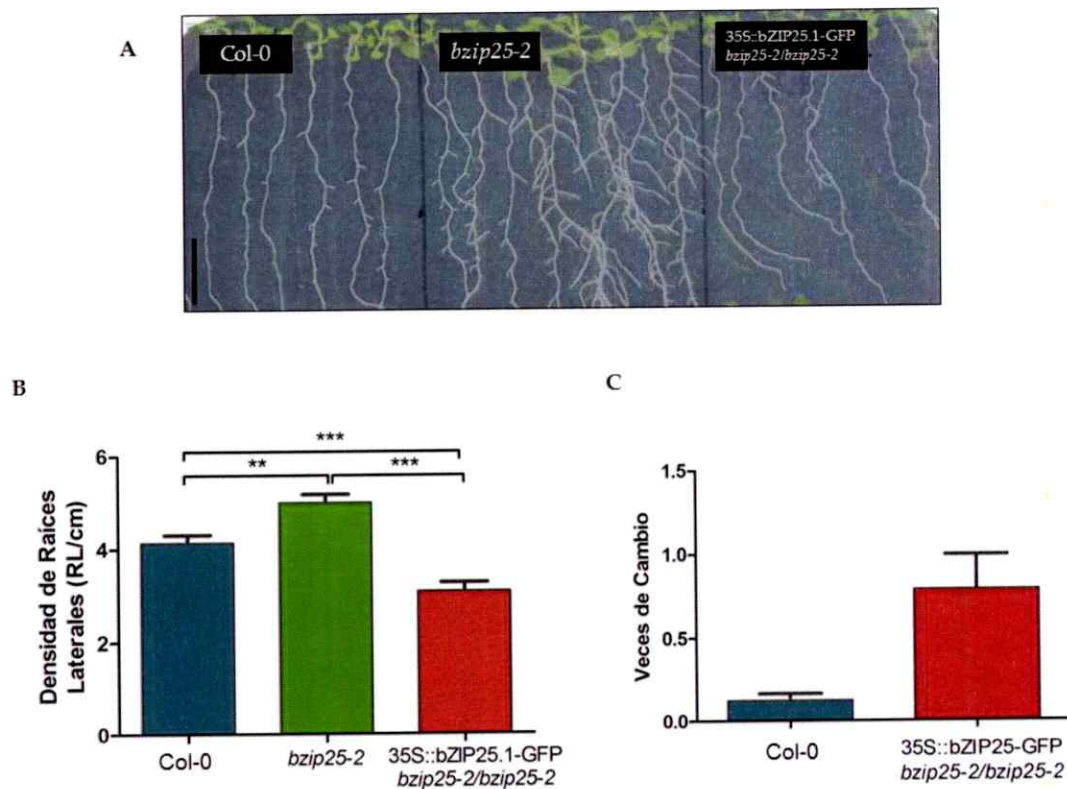 A
Col-0
bzip25-2
35S::bZIP25.1-GFP
bzip25-2/bzip25-2
B
Densidad de Raíces
Laterales (RL/cm)
6
4
2
0
***
**
***
Col-0
bzip25-2
35S::bZIP25.1-GFP
bzip25-2/bzip25-2
C
Veces de Cambio
1.5
1.0
0.5
0.0
Col-0
35S::bZIP25-GFP
bzip25-2/bzip25-2